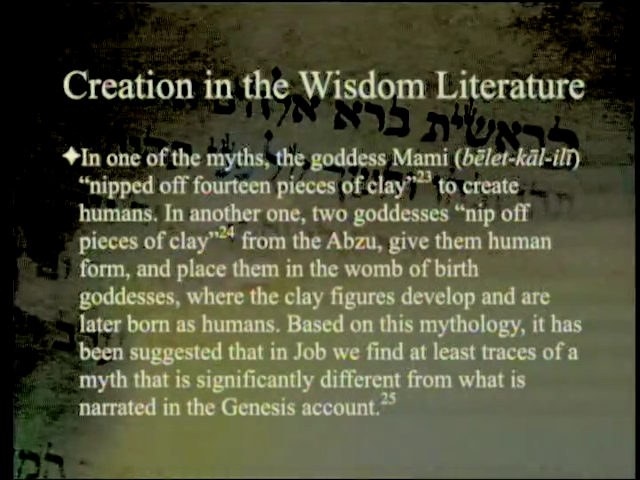 Creation in the Wisdom Literature
בראשית ברא אלהים
✦In one of the myths, the goddess Mami (bēlet-kāl-ilī)
“nipped off fourteen pieces of clay”23 to create
humans. In another one, two goddesses “nip off
pieces of clay”24 from the Abzu, give them human
form, and place them in the womb of birth
goddesses, where the clay figures develop and are
later born as humans. Based on this mythology, it has
been suggested that in Job we find at least traces of a
myth that is significantly different from what is
narrated in the Genesis account.25